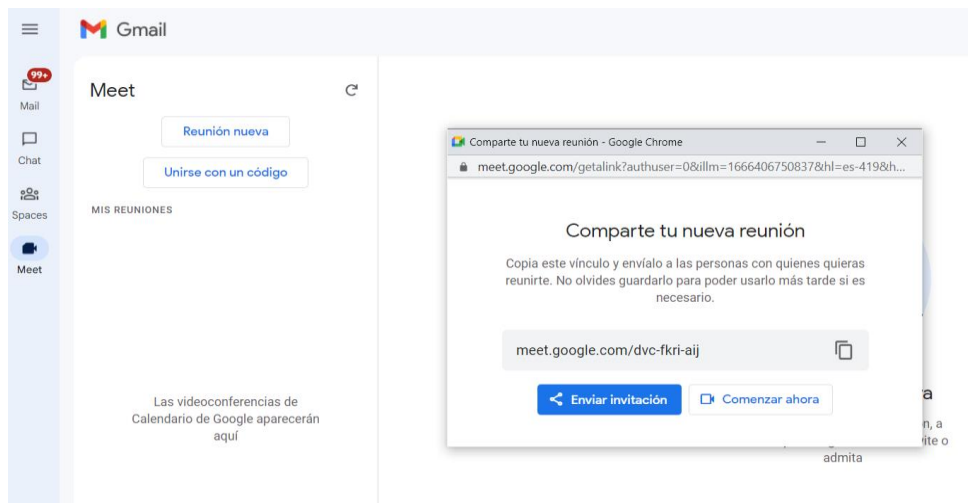 Gmail
99+
Mail
Chat
Spaces
Meet
Meet
Reunión nueva
Unirse con un código
MIS REUNIONES
Las videoconferencias de
Calendario de Google aparecerán
aquí
Comparte tu nueva reunión - Google Chrome
meet.google.com/getalink?authuser=0&illm=1666406750837&hl=es-419&h...
Comparte tu nueva reunión
Copia este vínculo y envíalo a las personas con quienes quieras
reunirte. No olvides guardarlo para poder usarlo más tarde si es
necesario.
meet.google.com/dvc-fkri-aij
Enviar invitación
Comenzar ahora
admita